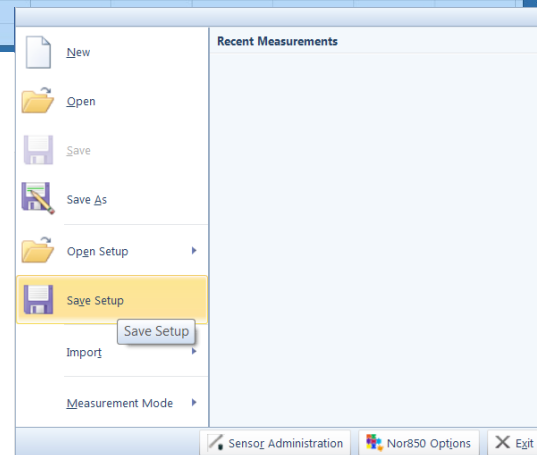 Recent Measurements
New
Open
Save
Save As
Open Setup
Save Setup
Save Setup
Import
Measurement Mode
Sensor Administration
Nor850 Options
Exit